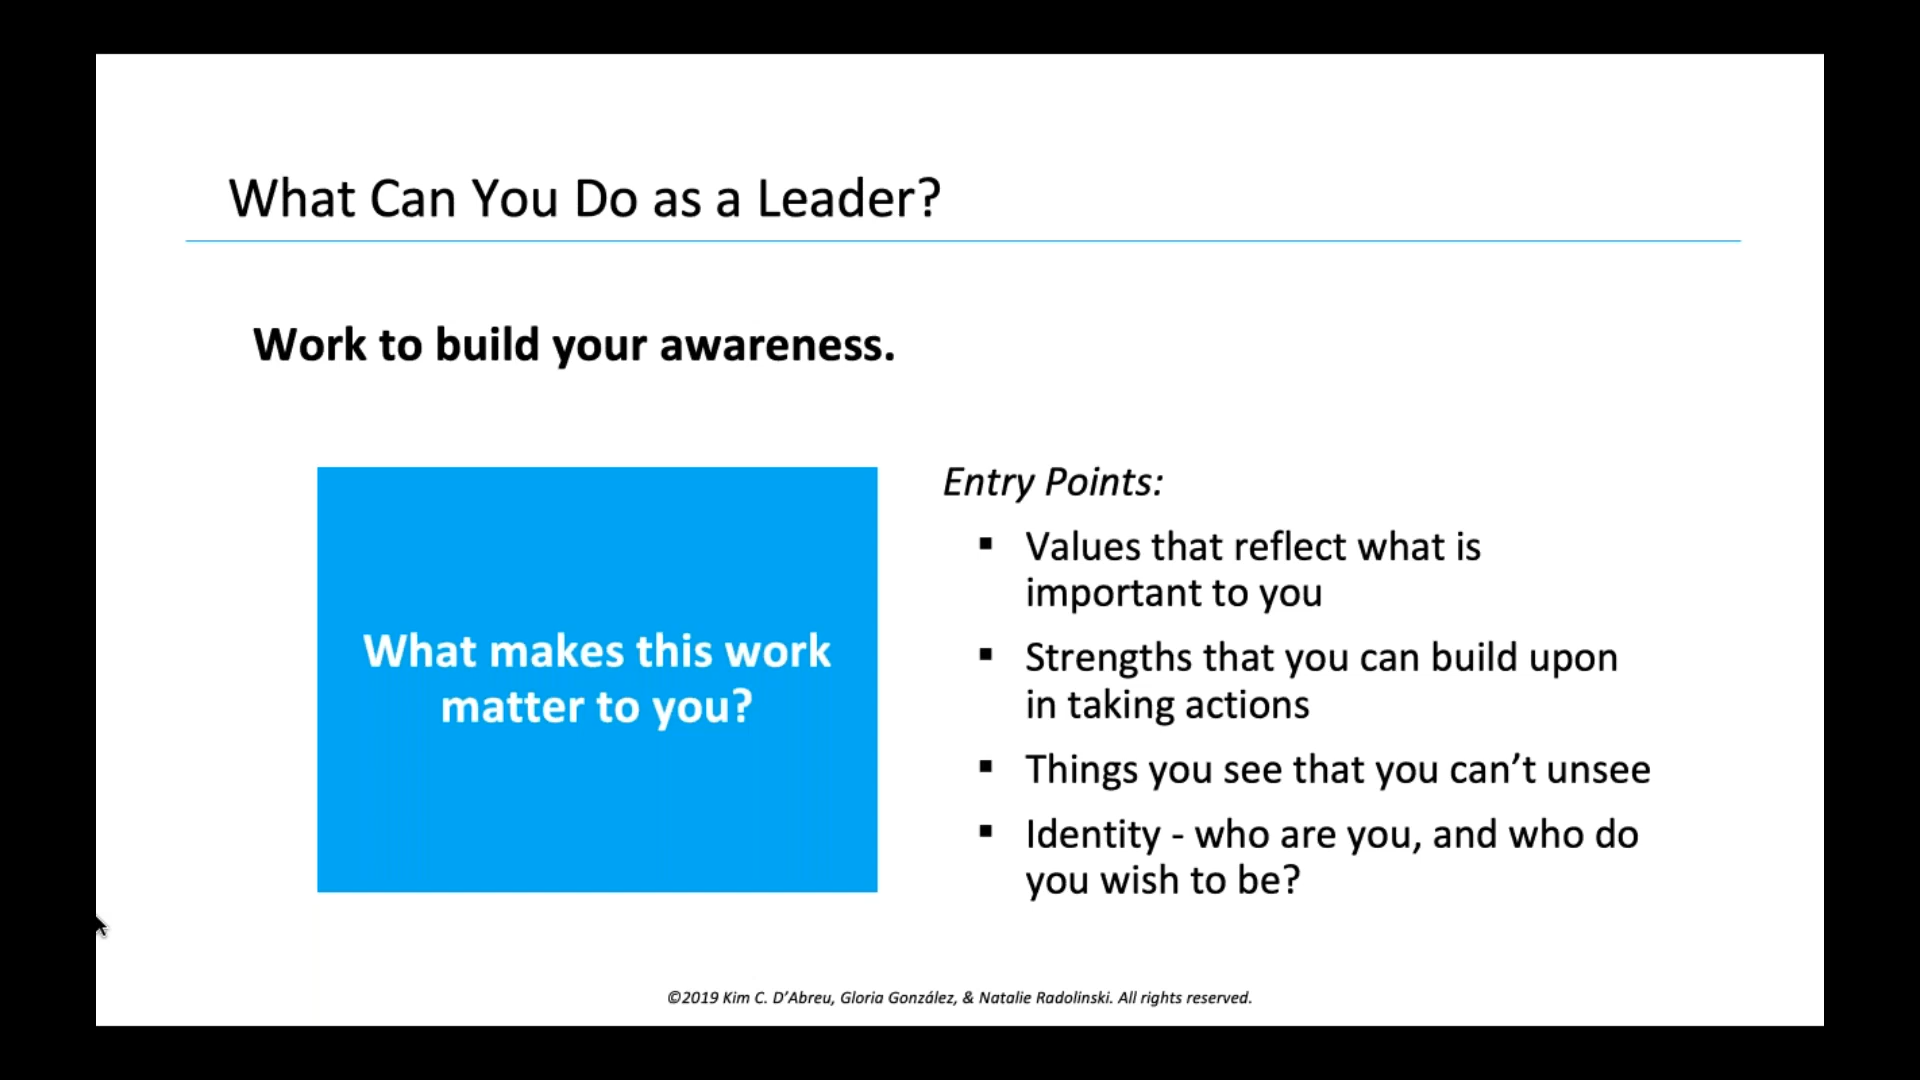 What Can You Do as a Leader?
Work to build your awareness.
What makes this work
matter to you?
Entry Points:
▪ Values that reflect what is
important to you
▪ Strengths that you can build upon
in taking actions
▪ Things you see that you can’t unsee
▪ Identity - who are you, and who do
you wish to be?
©2019 Kim C. D’Abreu, Gloria González, & Natalie Radolinski. All rights reserved.